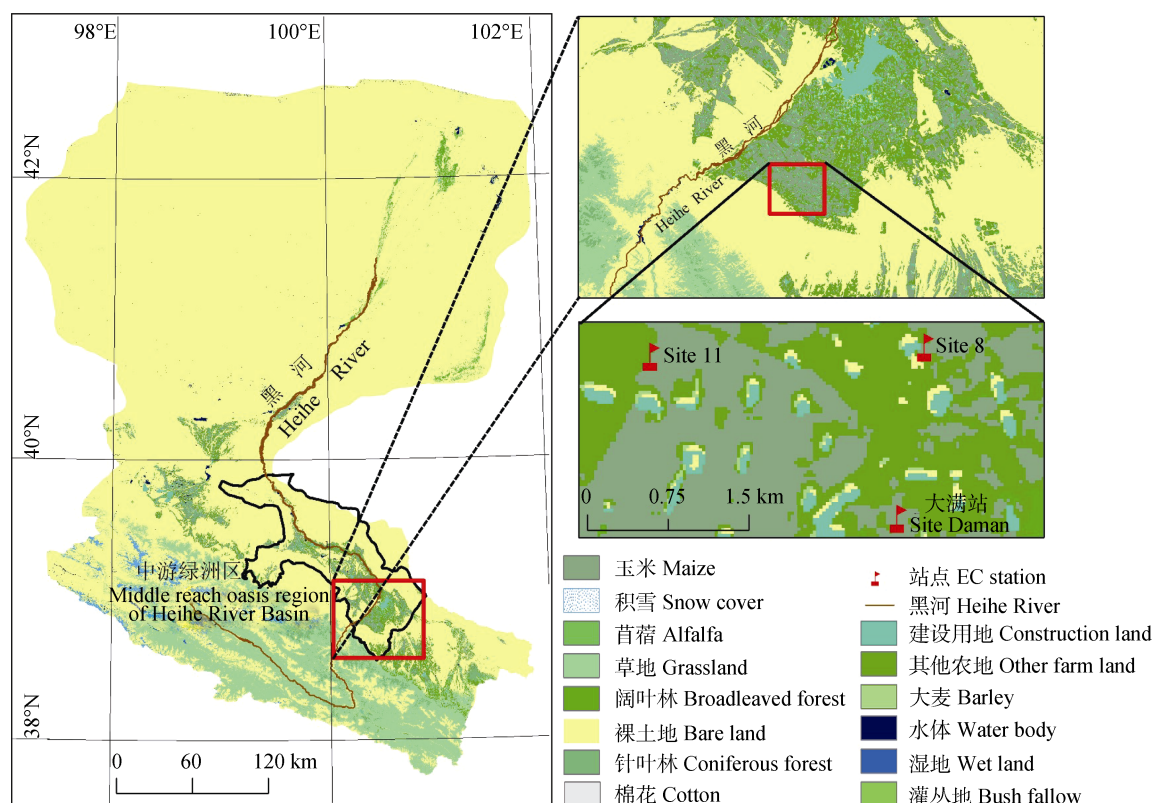 98°E
100°E
102°E
42°N
40°N
38°N
黑河
Heihe River
中游绿洲区
Middle reach oasis region
of Heihe River Basin
0 60 120 km
黑河
Heihe River
Site 11
Site 8
0 0.75 1.5 km
大满站
Site Daman
玉米 Maize
积雪 Snow cover
苜蓿 Alfalfa
草地 Grassland
阔叶林 Broadleaved forest
裸土地 Bare land
针叶林 Coniferous forest
棉花 Cotton
站点 EC station
黑河 Heihe River
建设用地 Construction land
其他农地 Other farm land
大麦 Barley
水体 Water body
湿地 Wet land
灌丛地 Bush fallow